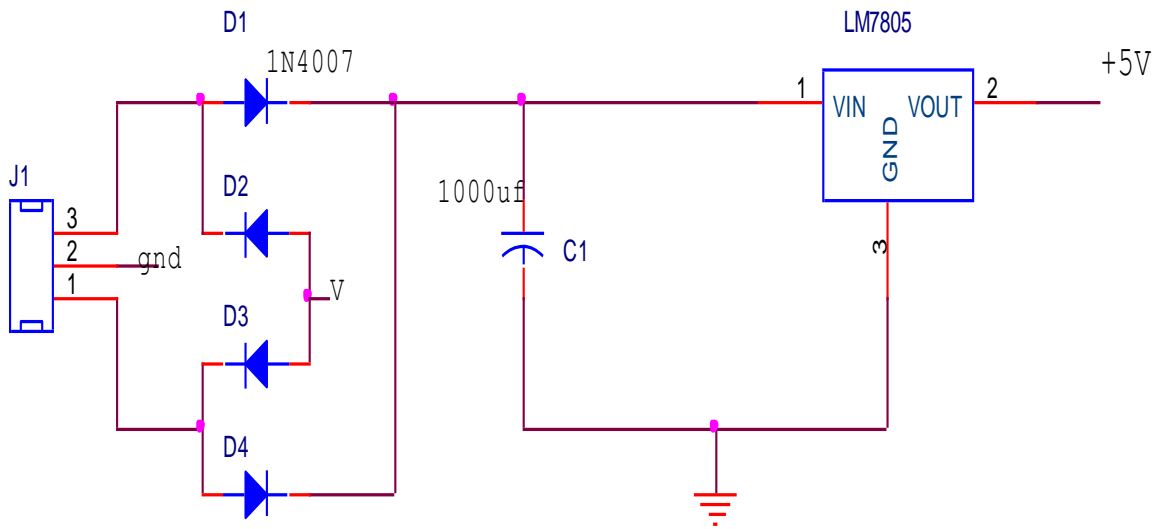 D1
LM7805
1N4007
+5V
1
VIN
VOUT
2
GND
J1
D2
1000uf
3
2
gnd
1
C1
3
V
D3
D4